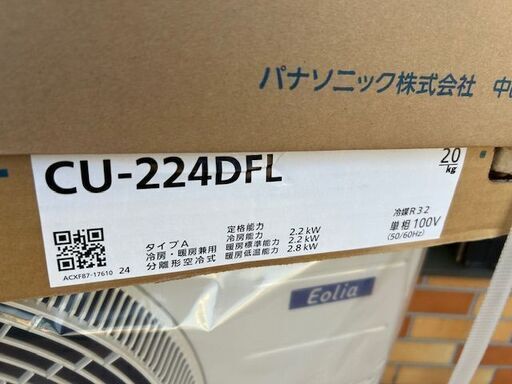 パナソニック株式会社 中
CU-224DFL
20
kg
タイプA
冷房・暖房兼用
分離形空冷式
定格能力
冷房能力 2.2 kW
暖房標準能力 2.2 kW
暖房低温能力 2.8 kW
冷媒R32
単相100V
(50/60Hz)
ACXF87-17610 24
Eolia